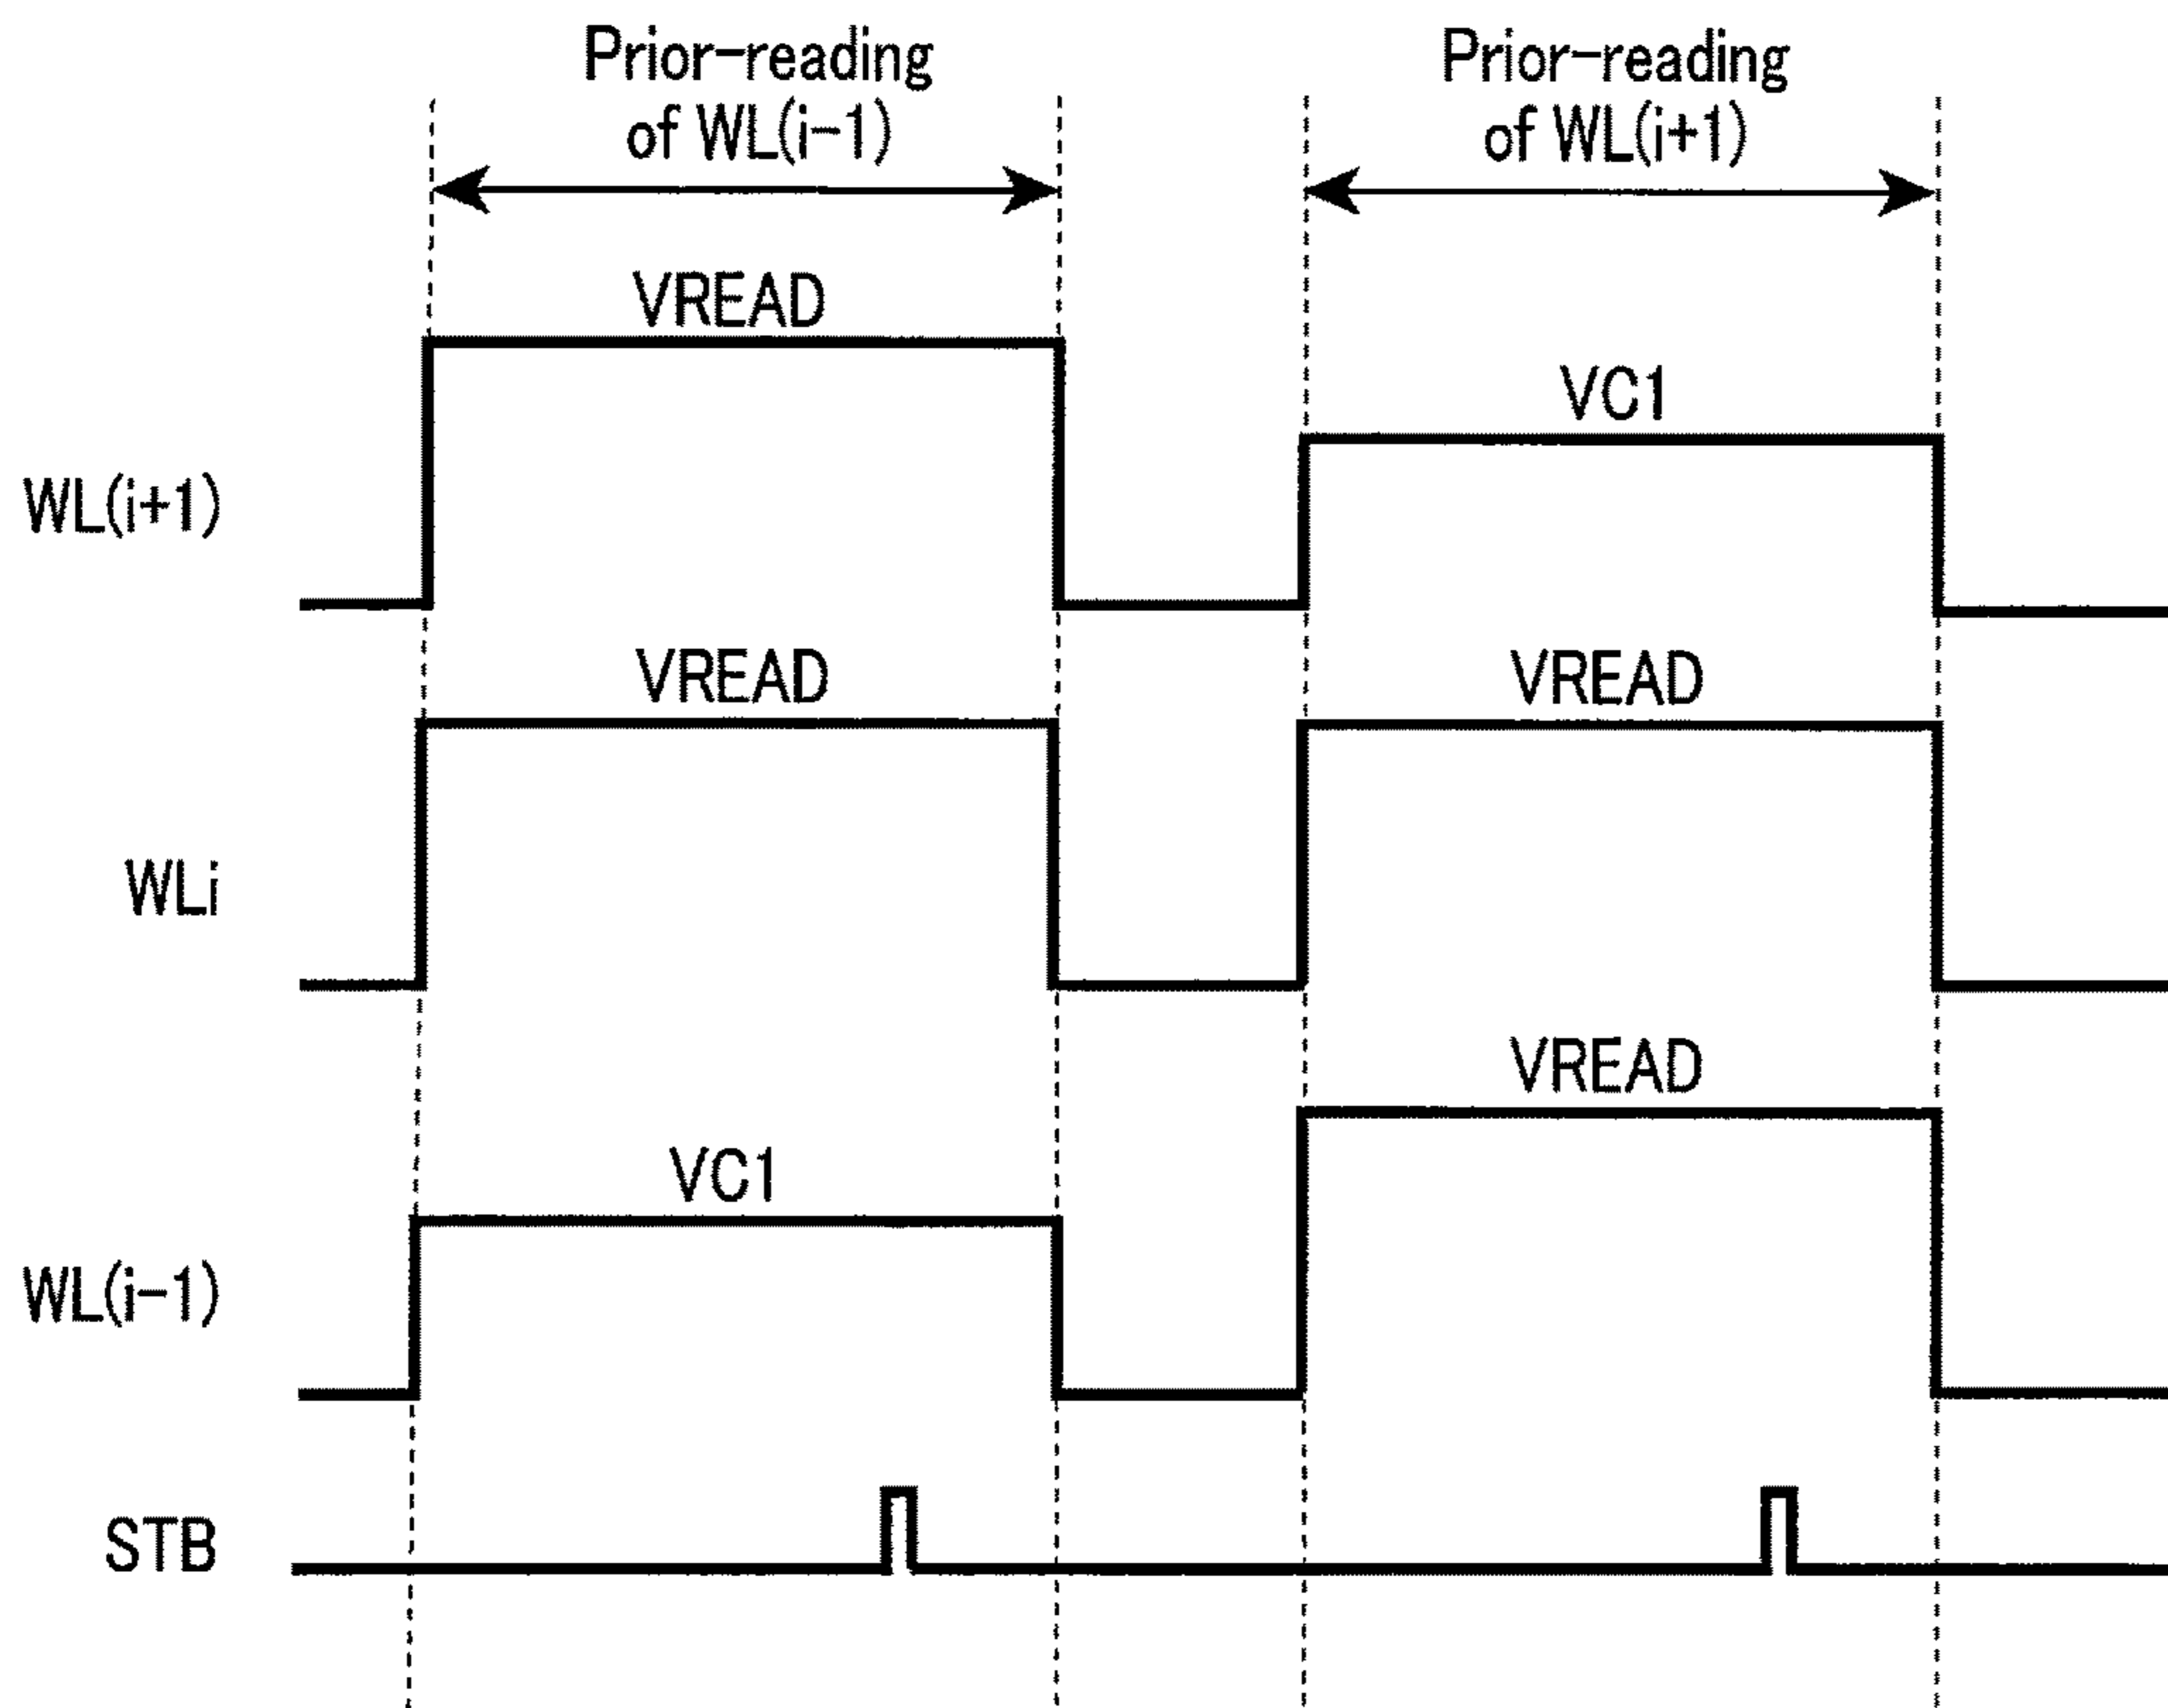 Prior-reading
of WL(i-1)
Prior-reading
of WL(i+1)
VREAD
VC1
WL(i+1)
VREAD
VREAD
WLi
VREAD
VC1
WL(i-1)
STB